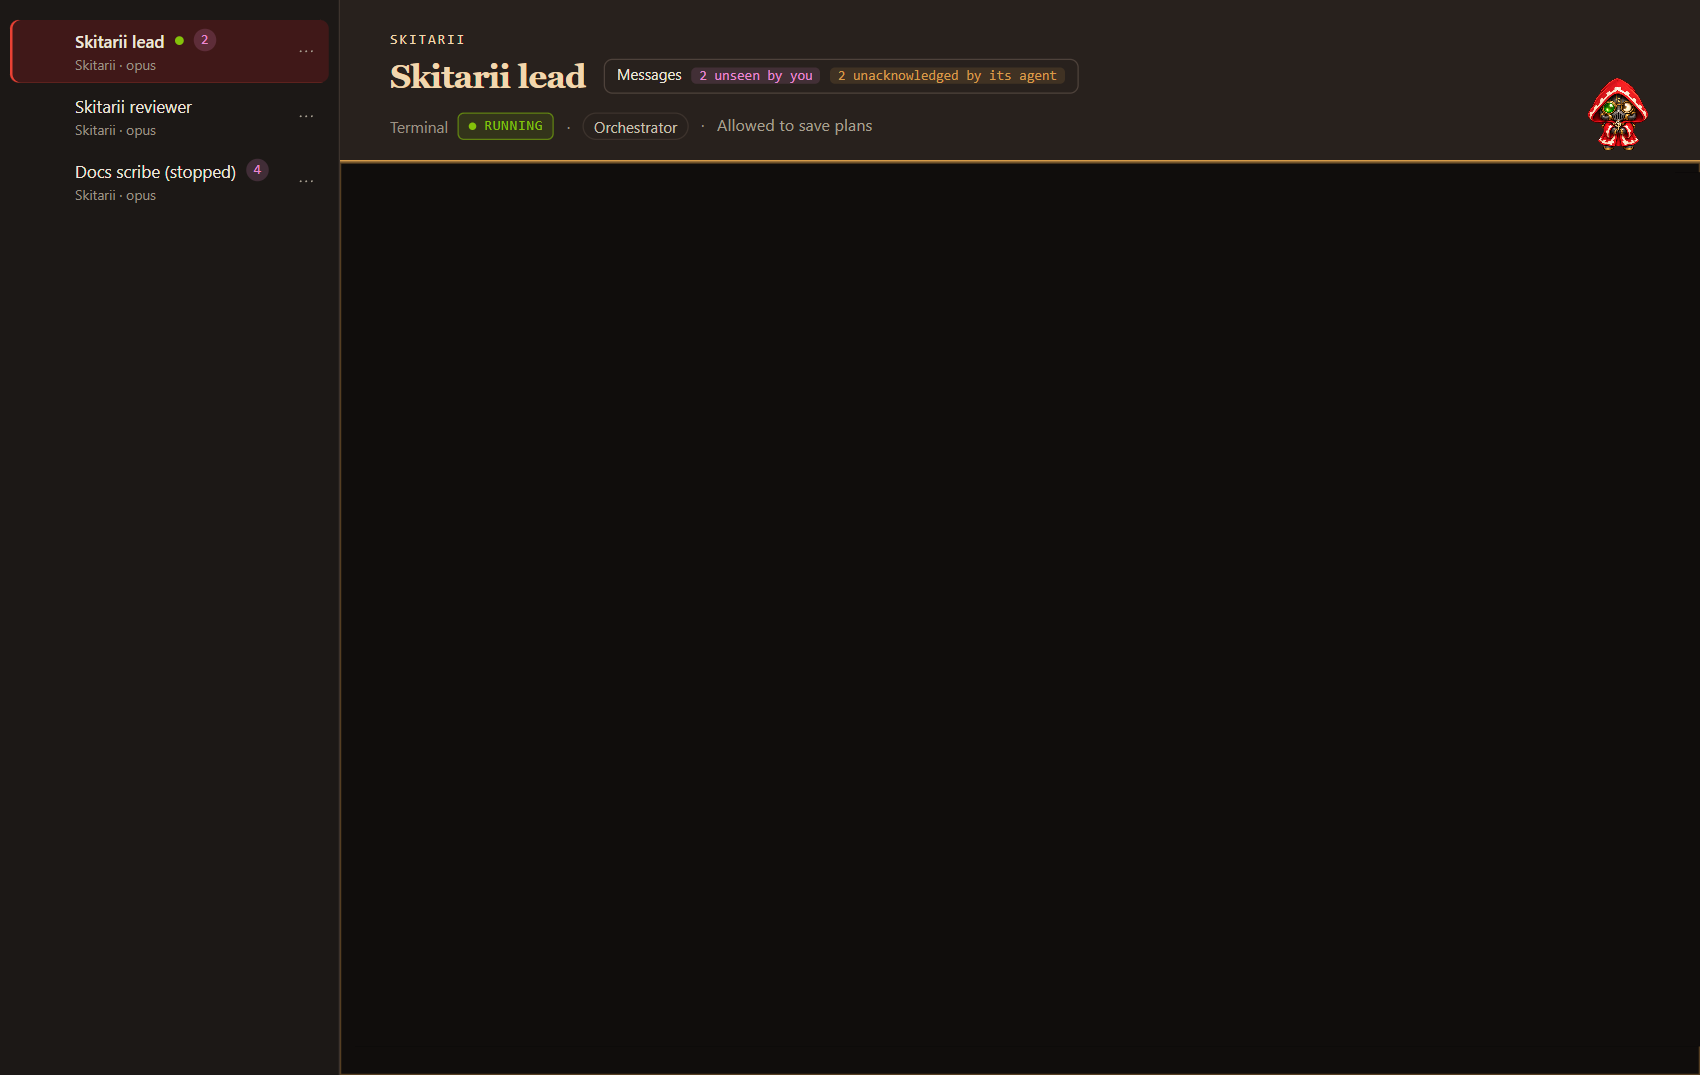 Skitarii lead 2
Skitarii · opus
...
Skitarii reviewer
Skitarii · opus
...
Docs scribe (stopped) 4
Skitarii · opus
...
SKITARII
Skitarii lead
Messages 2 unseen by you 2 unacknowledged by its agent
Terminal RUNNING · Orchestrator · Allowed to save plans